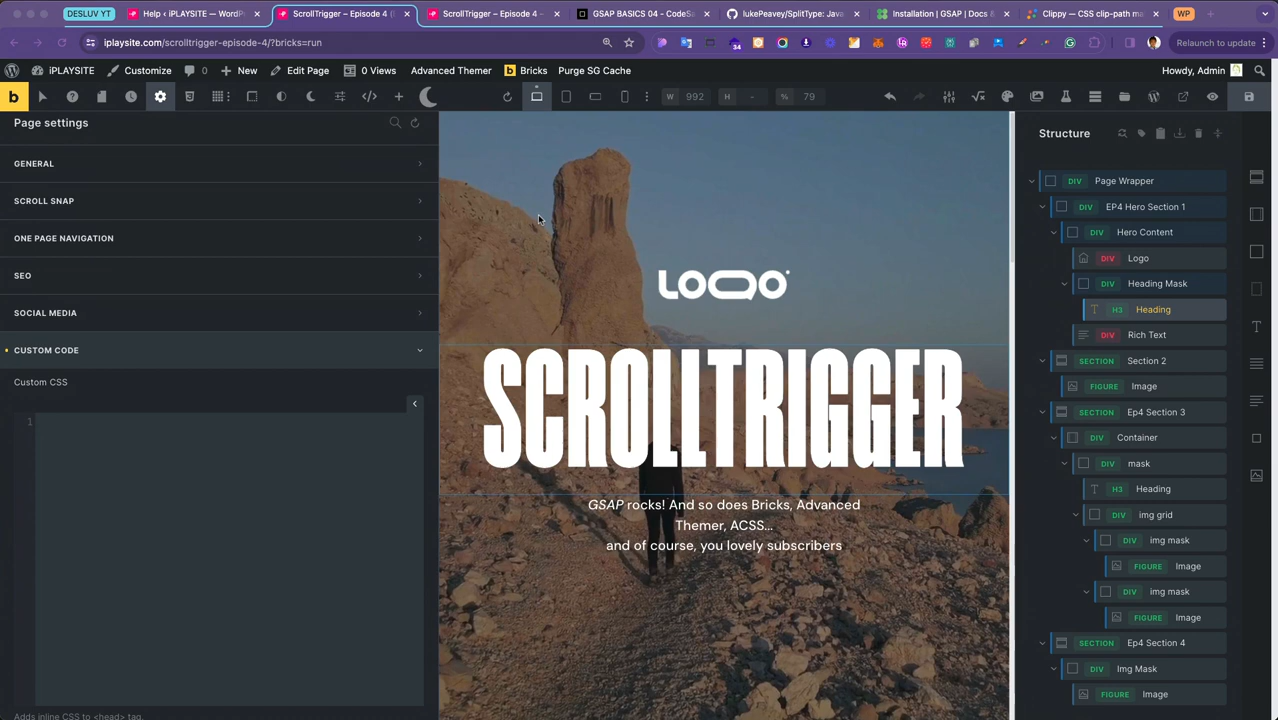 DESLUV YT
Help ‹ iPLAYSITE — WordP
ScrollTrigger – Episode 4 (
ScrollTrigger – Episode 4 –
GSAP BASICS 04 - CodeSa
lukePeavey/SplitType: Java
Installation | GSAP | Docs &
Clippy — CSS clip-path ma
WP
iplaysite.com/scrolltrigger-episode-4/?bricks=run
34
Relaunch to update
iPLAYSITE
Customize
0
New
Edit Page
0 Views
Advanced Themer
b
Bricks
Purge SG Cache
Howdy, Admin
b
W
992
H
-
%
79
Page settings
GENERAL
SCROLL SNAP
ONE PAGE NAVIGATION
SEO
SOCIAL MEDIA
CUSTOM CODE
Custom CSS
1
Adds inline CSS to <head> tag.
LOQO
SCROLLTRIGGER
GSAP rocks! And so does Bricks, Advanced
Themer, ACSS...
and of course, you lovely subscribers
Structure
DIV Page Wrapper
DIV EP4 Hero Section 1
DIV Hero Content
DIV Logo
DIV Heading Mask
H3 Heading
DIV Rich Text
SECTION Section 2
FIGURE Image
SECTION Ep4 Section 3
DIV Container
DIV mask
H3 Heading
DIV img grid
DIV img mask
FIGURE Image
DIV img mask
FIGURE Image
SECTION Ep4 Section 4
DIV Img Mask
FIGURE Image